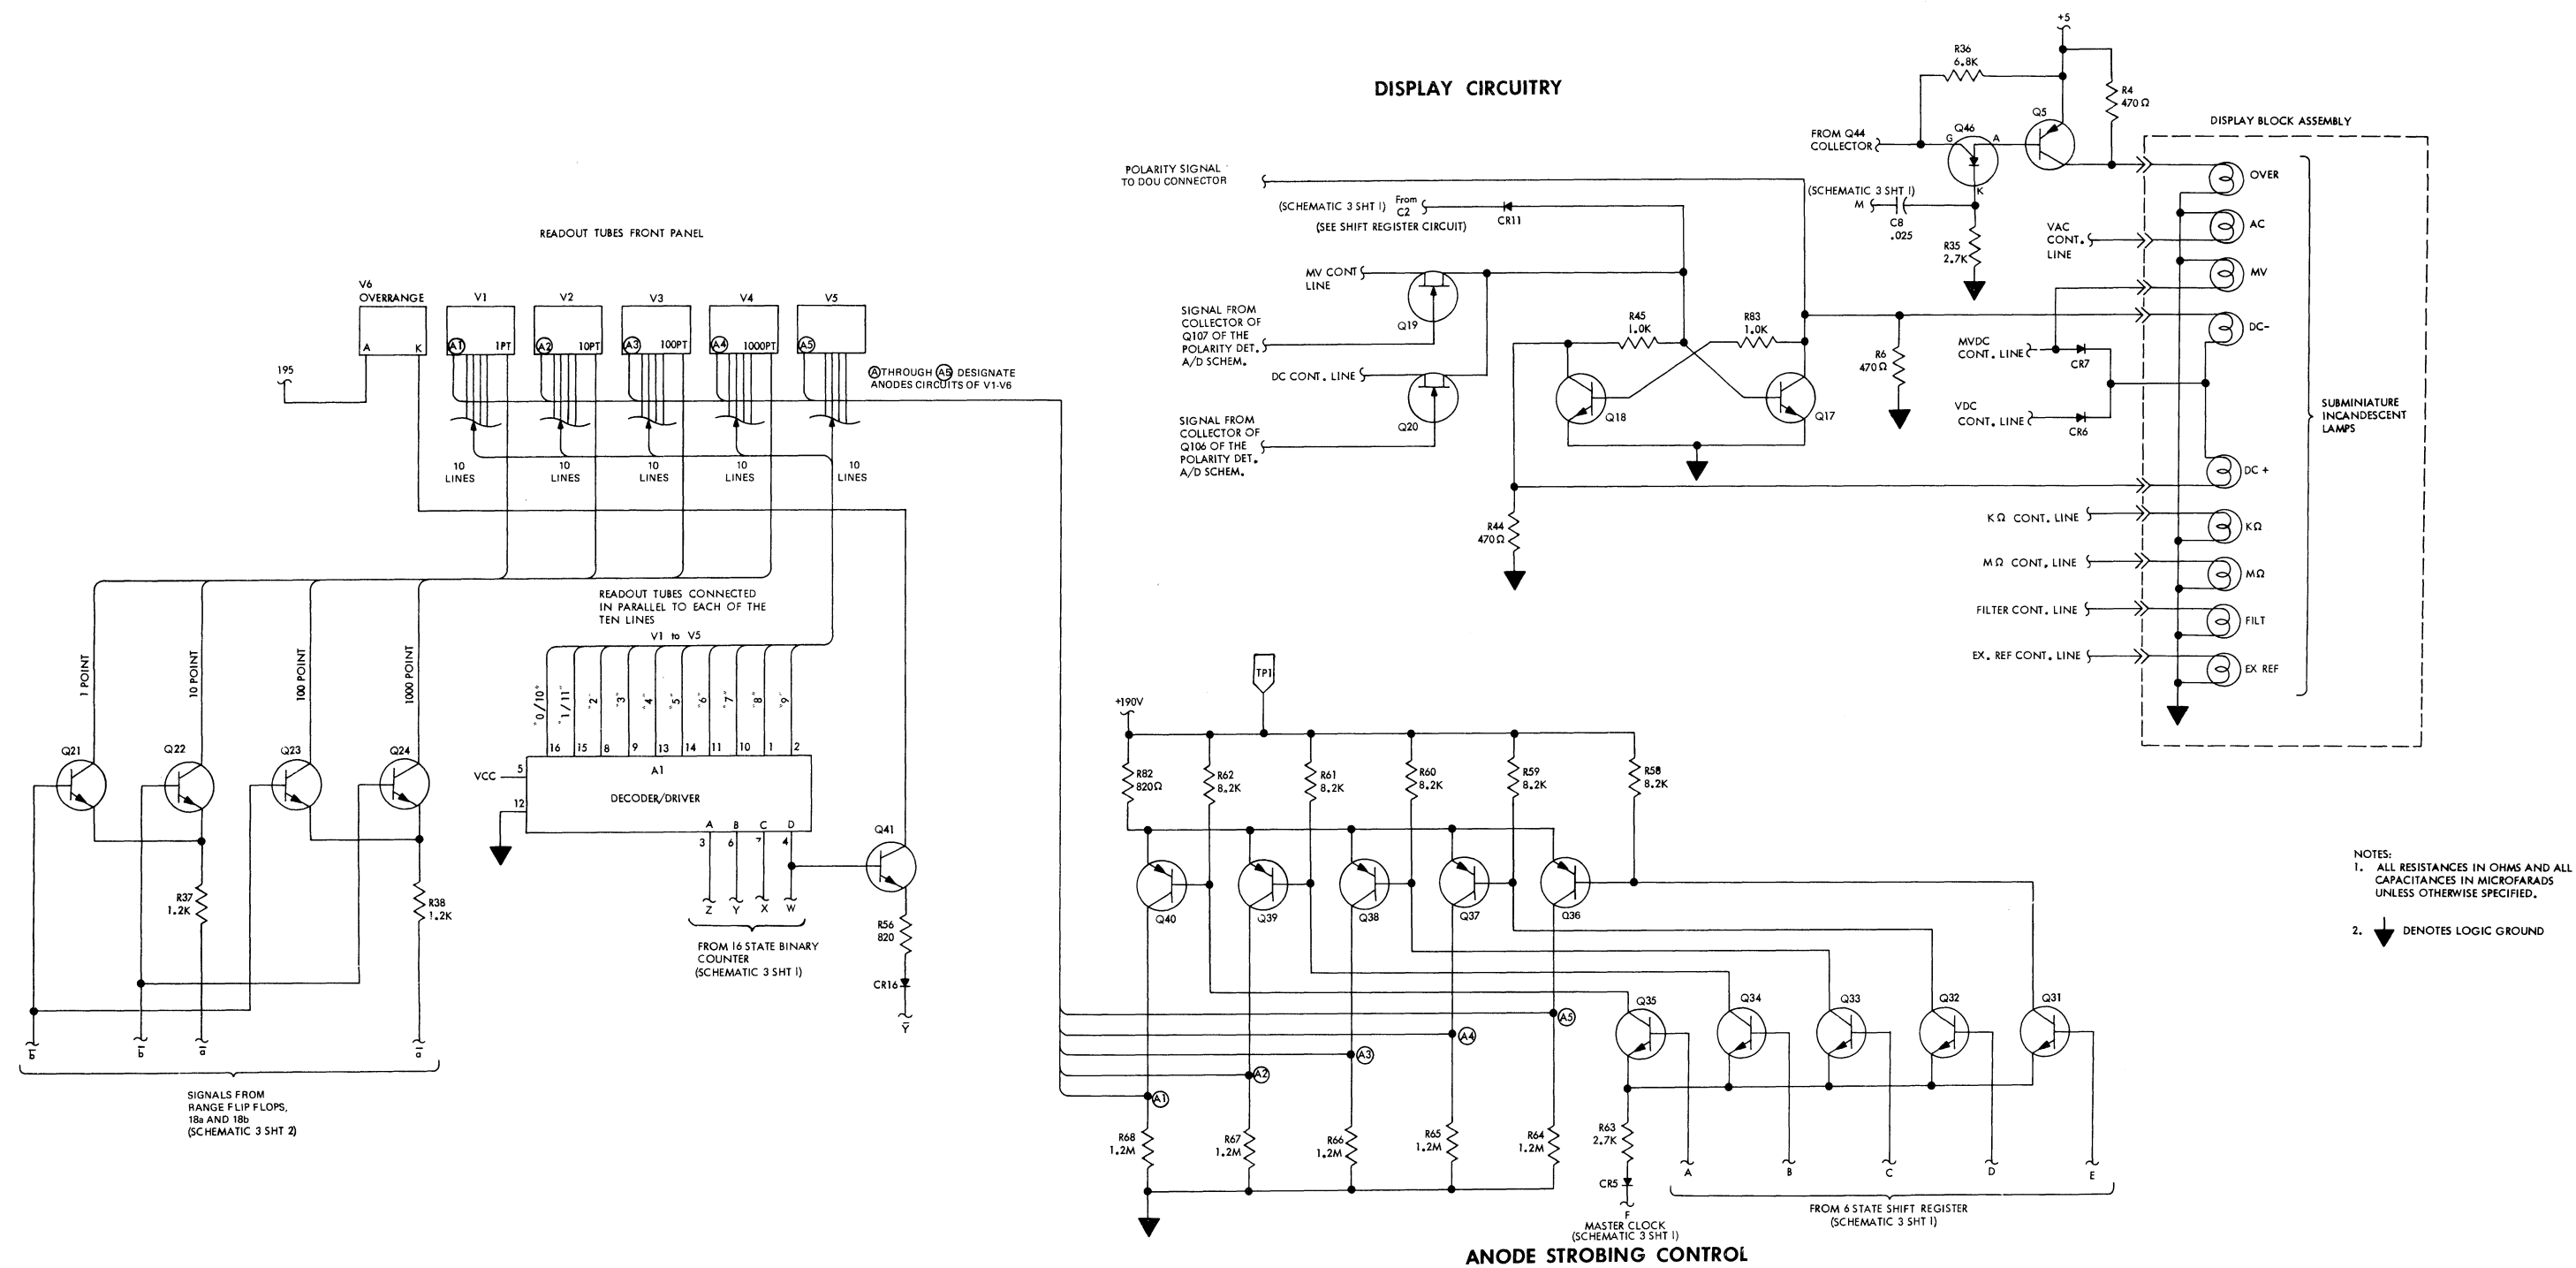 DISPLAY CIRCUITRY
READOUT TUBES FRONT PANEL
V6
OVERRANGE
A
K
195
V1
A1
1PT
V2
A2
10PT
V3
A3
100PT
V4
A4
1000PT
V5
A5
A THROUGH A5 DESIGNATE
ANODES CIRCUITS OF V1-V6
10
LINES
10
LINES
10
LINES
10
LINES
10
LINES
READOUT TUBES CONNECTED
IN PARALLEL TO EACH OF THE
TEN LINES
V1 to V5
1 POINT
10 POINT
100 POINT
1000 POINT
"0/10"
"1/11"
"2"
"3"
"4"
"5"
"6"
"7"
"8"
"9"
16
15
8
9
13
14
11
10
1
2
Q21
Q22
Q23
Q24
VCC
5
12
A1
DECODER/DRIVER
A
B
C
D
3
6
7
4
Z
Y
X
W
FROM 16 STATE BINARY
COUNTER
(SCHEMATIC 3 SHT 1)
Q41
R56
820
CR16
Y
R37
1.2K
R38
1.2K
b
b
a
a
SIGNALS FROM
RANGE FLIP FLOPS,
18a AND 18b
(SCHEMATIC 3 SHT 2)
POLARITY SIGNAL
TO DOU CONNECTOR
(SCHEMATIC 3 SHT 1)
From
C2
(SEE SHIFT REGISTER CIRCUIT)
CR11
MV CONT
LINE
Q19
SIGNAL FROM
COLLECTOR OF
Q107 OF THE
POLARITY DET.
A/D SCHEM.
DC CONT. LINE
Q20
SIGNAL FROM
COLLECTOR OF
Q106 OF THE
POLARITY DET.
A/D SCHEM.
R45
1.0K
R83
1.0K
Q18
Q17
R44
470Ω
R6
470Ω
+5
R36
6.8K
R4
470Ω
Q5
FROM Q44
COLLECTOR
Q46
G
A
K
(SCHEMATIC 3 SHT 1)
M
C8
.025
R35
2.7K
VAC
CONT.
LINE
MVDC
CONT. LINE
CR7
VDC
CONT. LINE
CR6
KΩ CONT. LINE
MΩ CONT. LINE
FILTER CONT. LINE
EX. REF CONT. LINE
DISPLAY BLOCK ASSEMBLY
OVER
AC
MV
DC-
DC +
KΩ
MΩ
FILT
EX REF
SUBMINIATURE
INCANDESCENT
LAMPS
TP1
+190V
R82
820Ω
R62
8.2K
R61
8.2K
R60
8.2K
R59
8.2K
R58
8.2K
Q40
Q39
Q38
Q37
Q36
A5
A4
A3
A2
A1
Q35
Q34
Q33
Q32
Q31
R68
1.2M
R67
1.2M
R66
1.2M
R65
1.2M
R64
1.2M
R63
2.7K
CR5
F
MASTER CLOCK
(SCHEMATIC 3 SHT 1)
A
B
C
D
E
FROM 6 STATE SHIFT REGISTER
(SCHEMATIC 3 SHT 1)
ANODE STROBING CONTROL
NOTES:
1. ALL RESISTANCES IN OHMS AND ALL
CAPACITANCES IN MICROFARADS
UNLESS OTHERWISE SPECIFIED.
2. DENOTES LOGIC GROUND